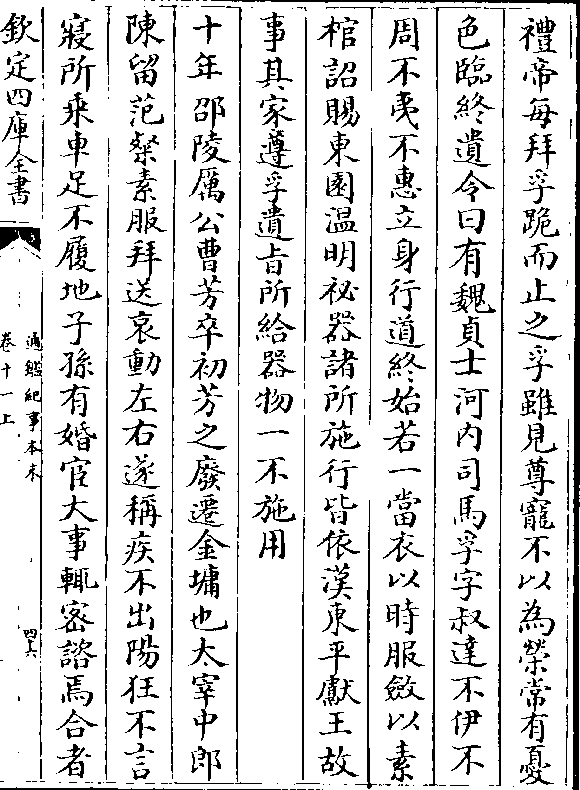 禮帝每拜孚跪而止之孚雖見尊寵不以為榮常有憂
色臨終遺令曰有魏貞士河内司馬孚字叔達不伊不
周不夷不惠立身行道終始若一當衣以時服斂以素
棺詔賜東園温明祕器諸所施行皆依漢東平獻王故
事其家遵孚遺旨所給器物一不施用
十年邵陵厲公曹芳卒初芳之廢遷金墉也太宰中郎
陳留范粲素服拜送哀動左右遂稱疾不出陽狂不言
寢所乘車足不履地子孫有婚宦大事輒密諮焉合者
欽定四庫全書
通鑑紀事本末
卷十一上
四十六